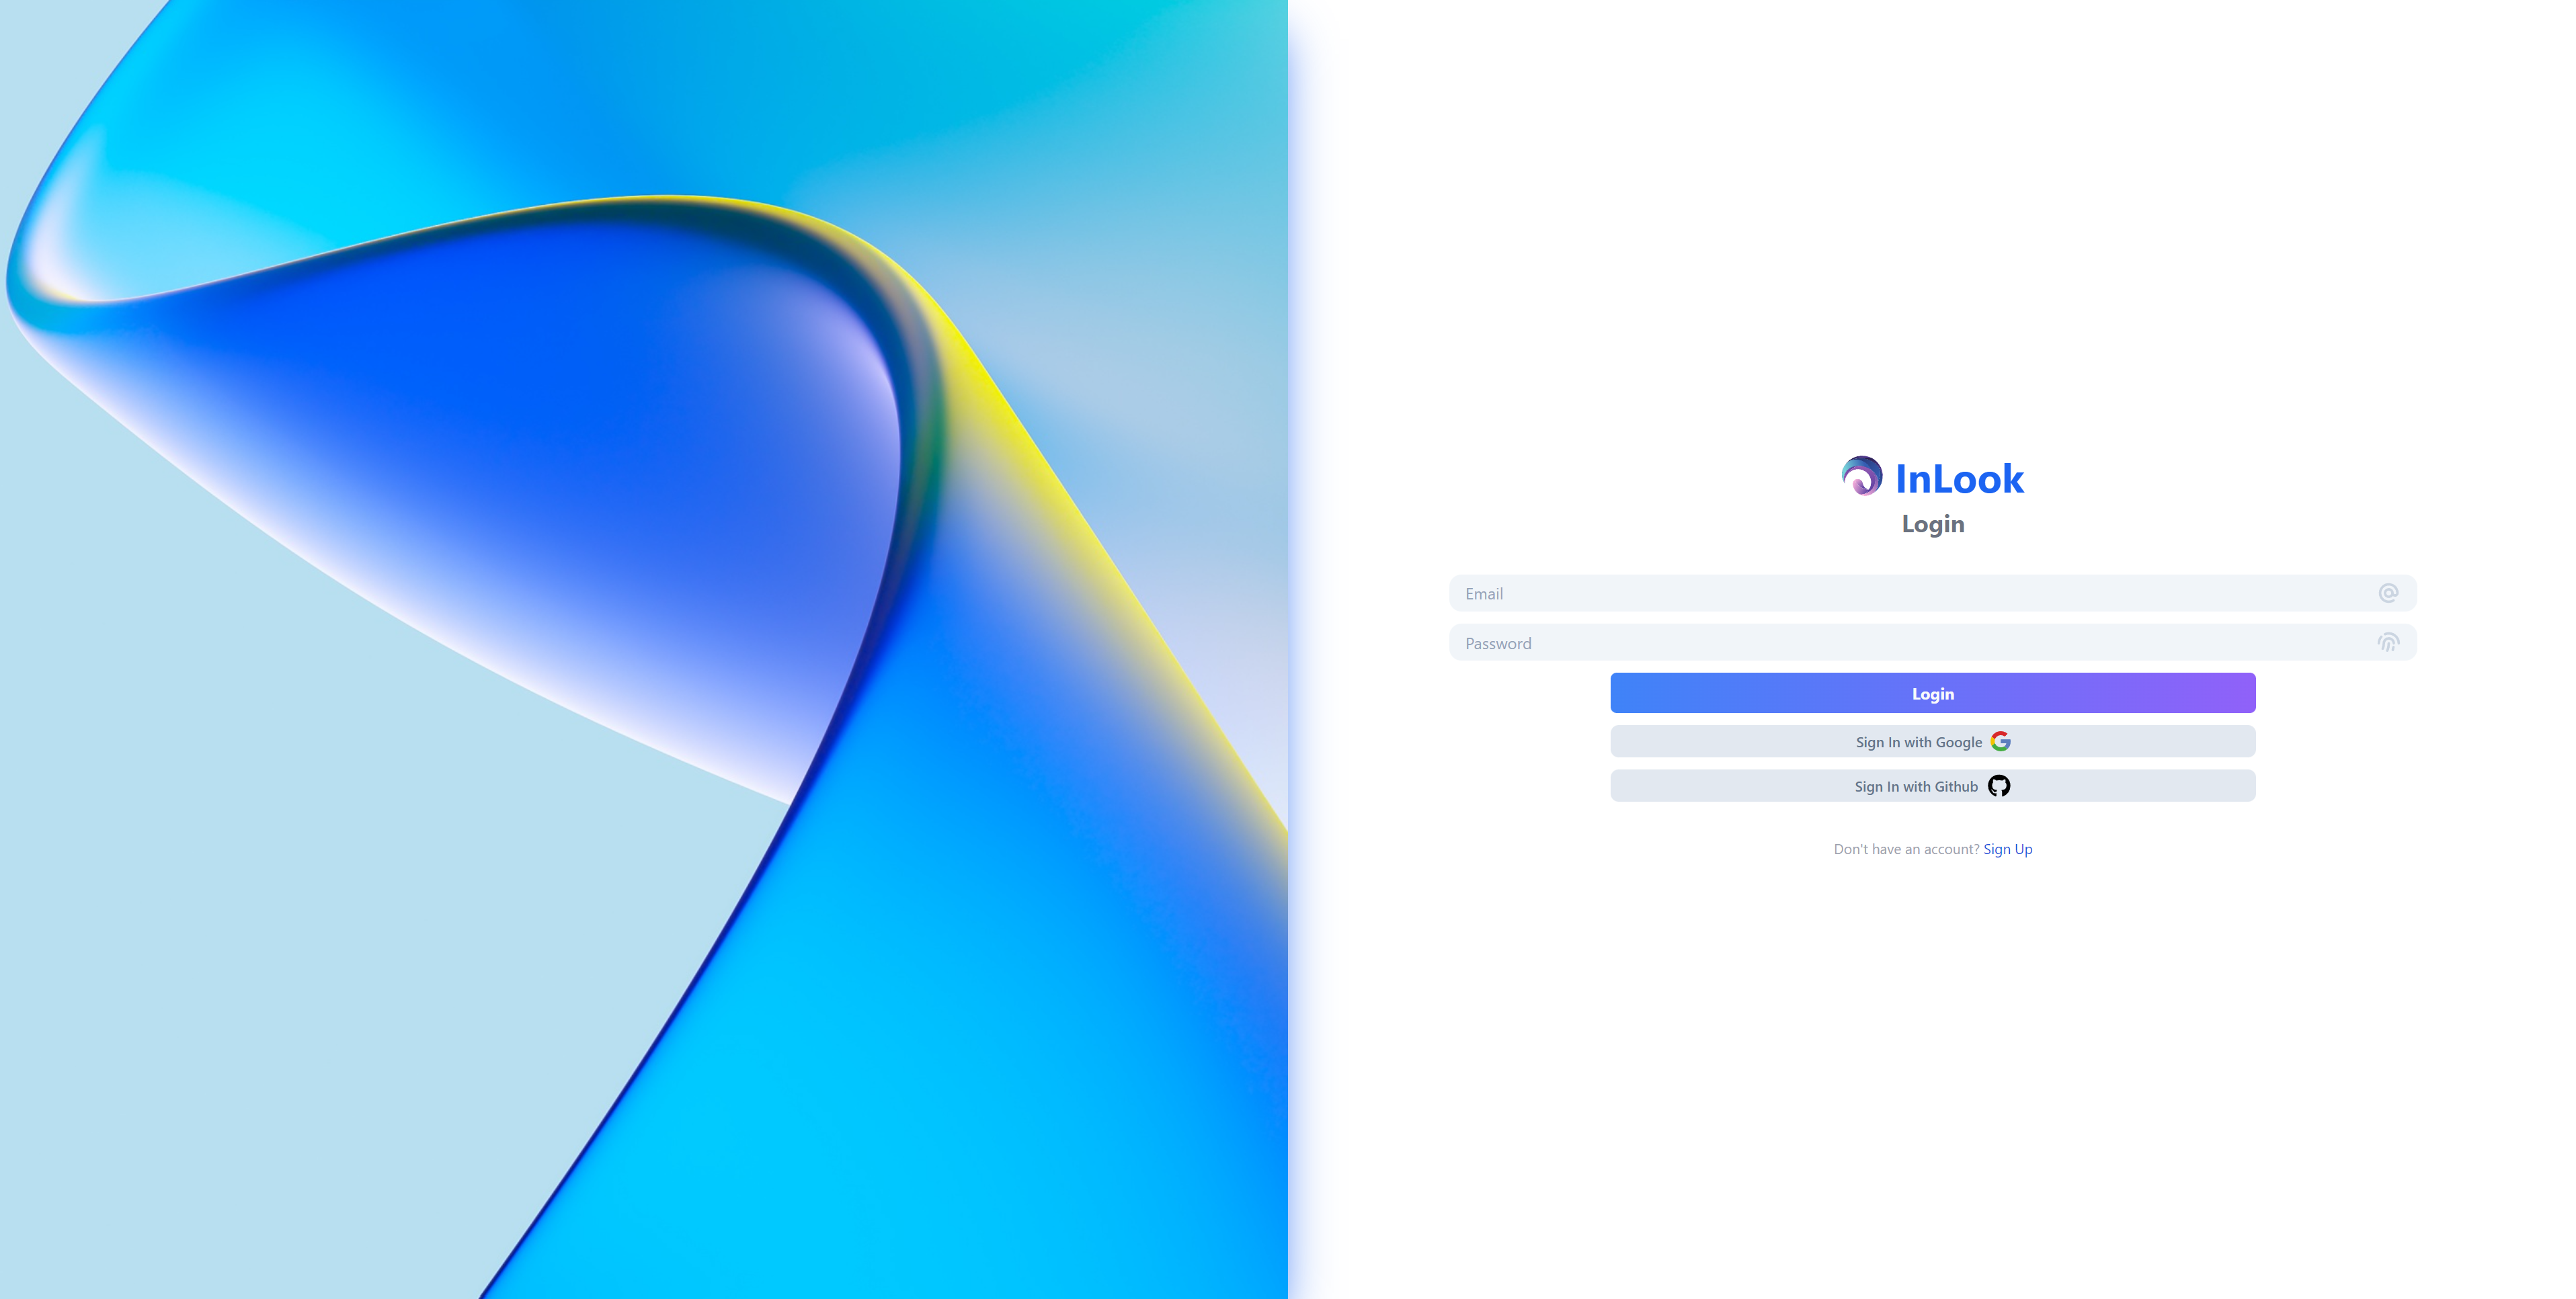 InLook
Login
Email
Password
Login
Sign In with Google
Sign In with Github
Don't have an account? Sign Up